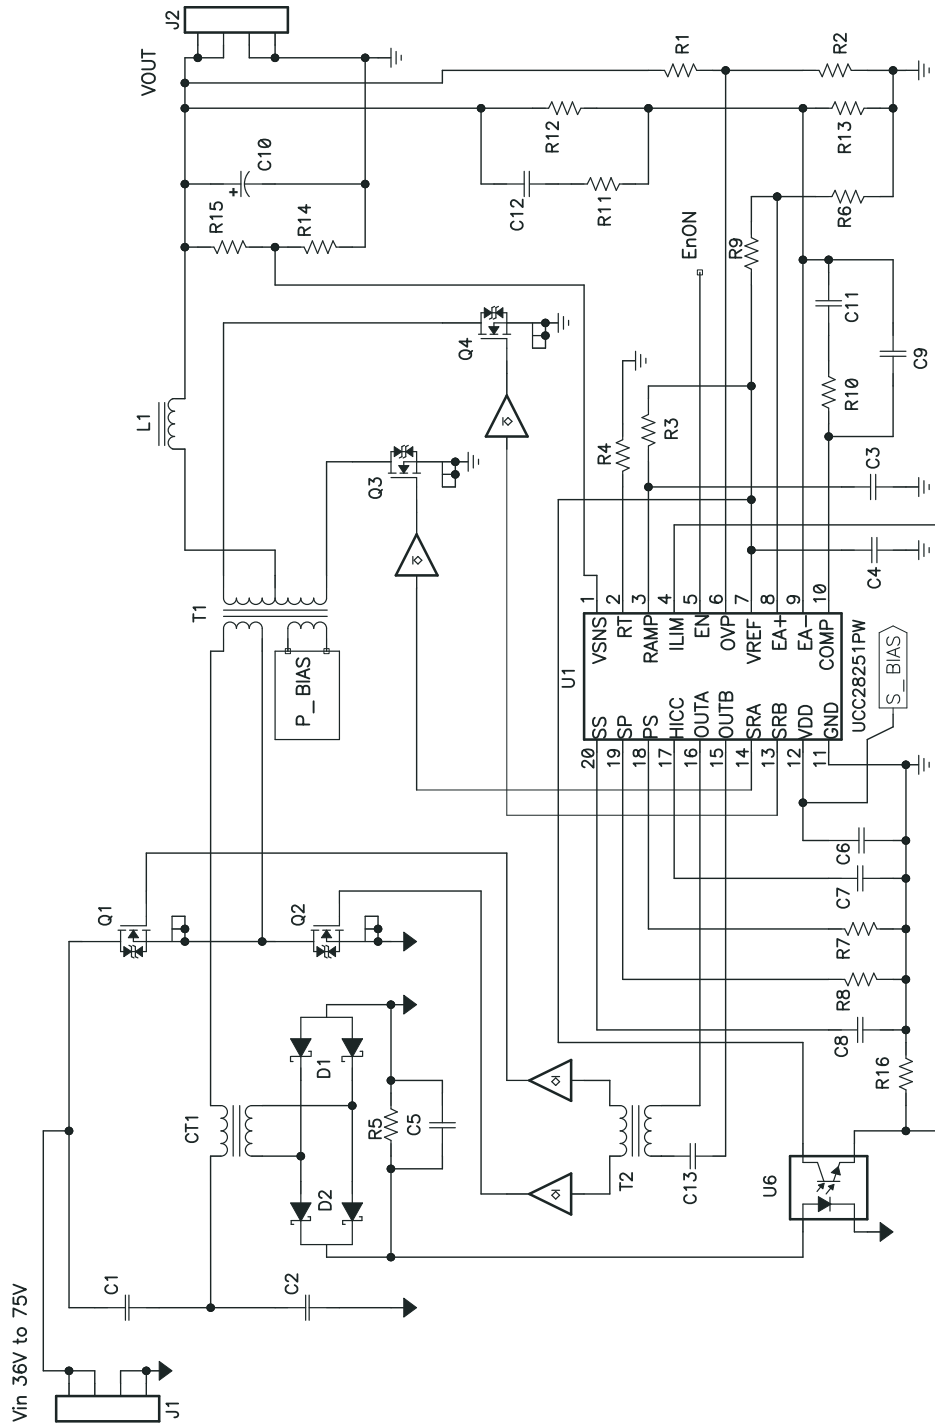 Vin 36V to 75V
J1
C1
C2
CT1
D1
D2
R5
C5
Q1
Q2
T1
P_BIAS
L1
Q3
Q4
R15
R14
C10
+
VOUT
J2
T2
C13
U6
R16
C8
R8
R7
C7
C6
S_BIAS
UCC28251PW
U1
20 SS
19 SP
18 PS
17 HICC
16 OUTA
15 OUTB
14 SRA
13 SRB
12 VDD
11 GND
VSNS 1
RT 2
RAMP 3
ILIM 4
EN 5
OVP 6
VREF 7
EA+ 8
EA- 9
COMP 10
R4
R3
C4
C3
R10
C11
C9
EnON
R9
R6
C12
R11
R12
R13
R1
R2